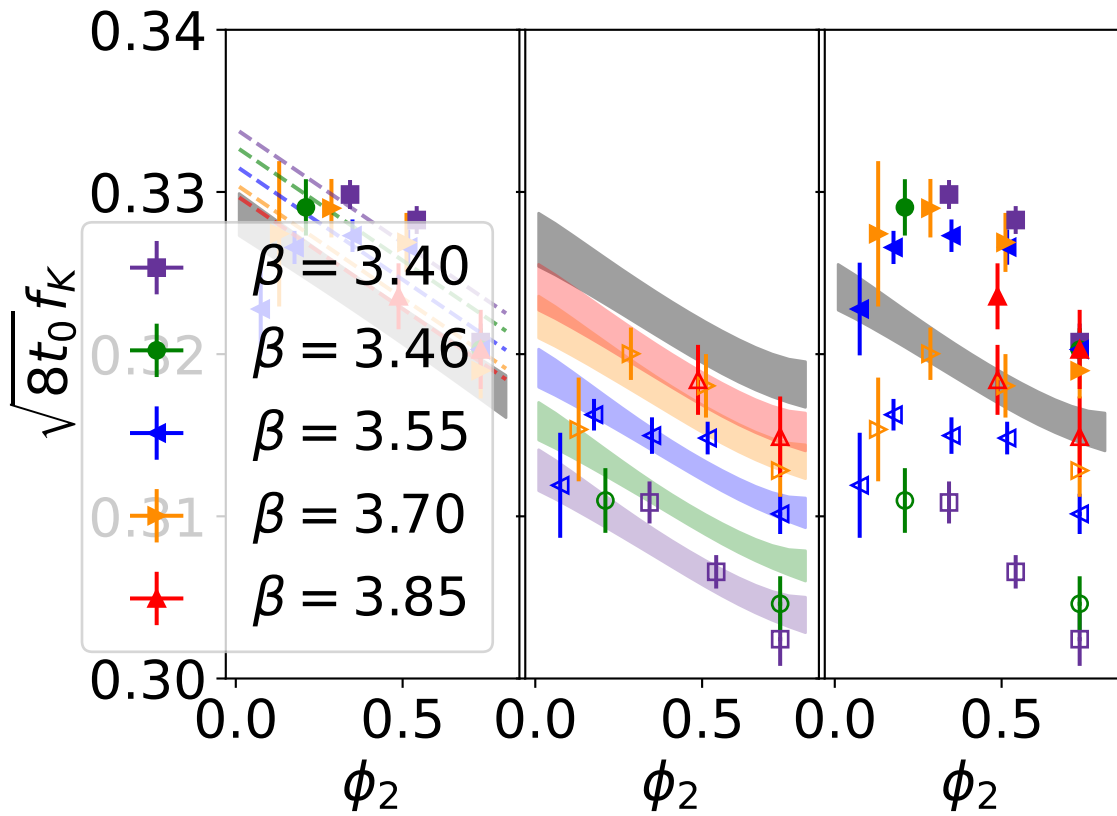 0.34
0.33
0.32
0.31
0.30
√8t₀ f_K
β = 3.40
β = 3.46
β = 3.55
β = 3.70
β = 3.85
0.0 0.5 0.0 0.5 0.0 0.5
ϕ₂ ϕ₂ ϕ₂